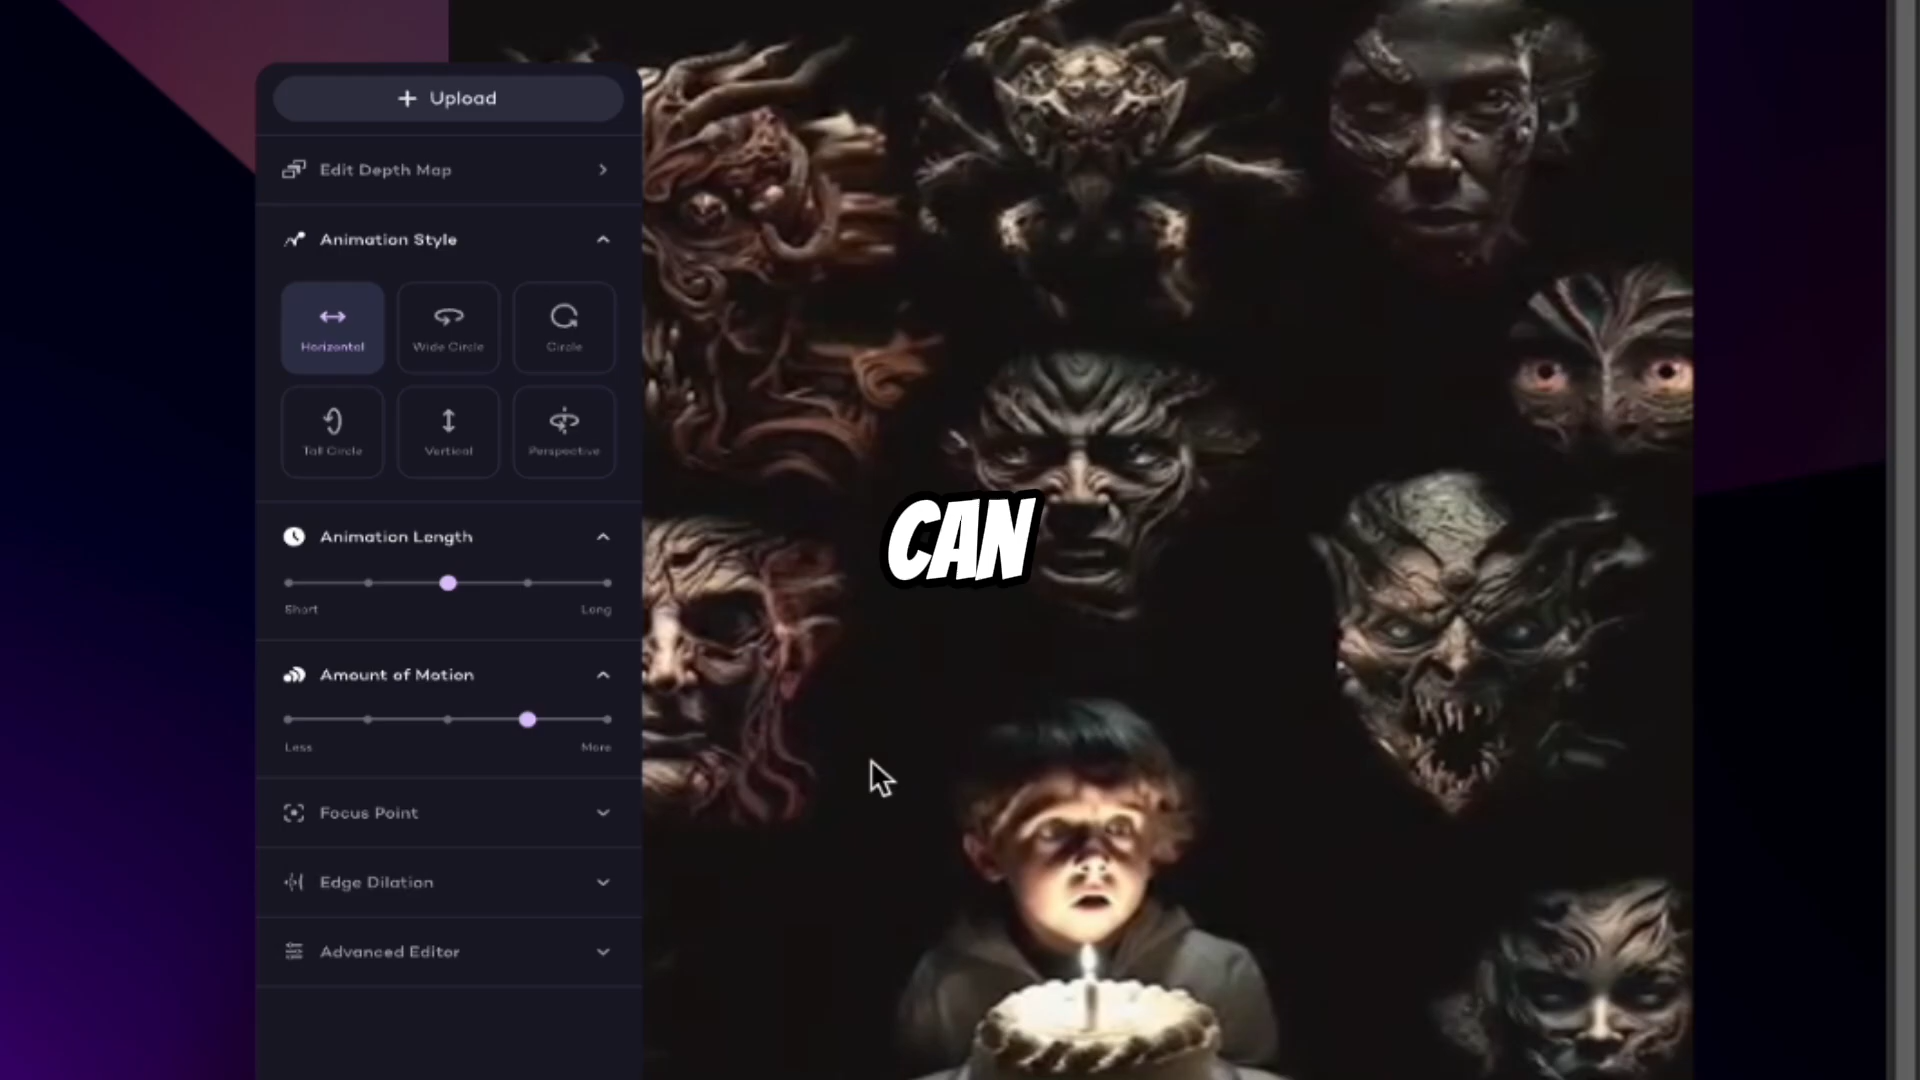 Upload
Edit Depth Map
Animation Style
Horizontal
Wide Circle
Circle
Tall Circle
Vertical
Perspective
Animation Length
Short
Long
Amount of Motion
Less
More
Focus Point
Edge Dilation
Advanced Editor
CAN